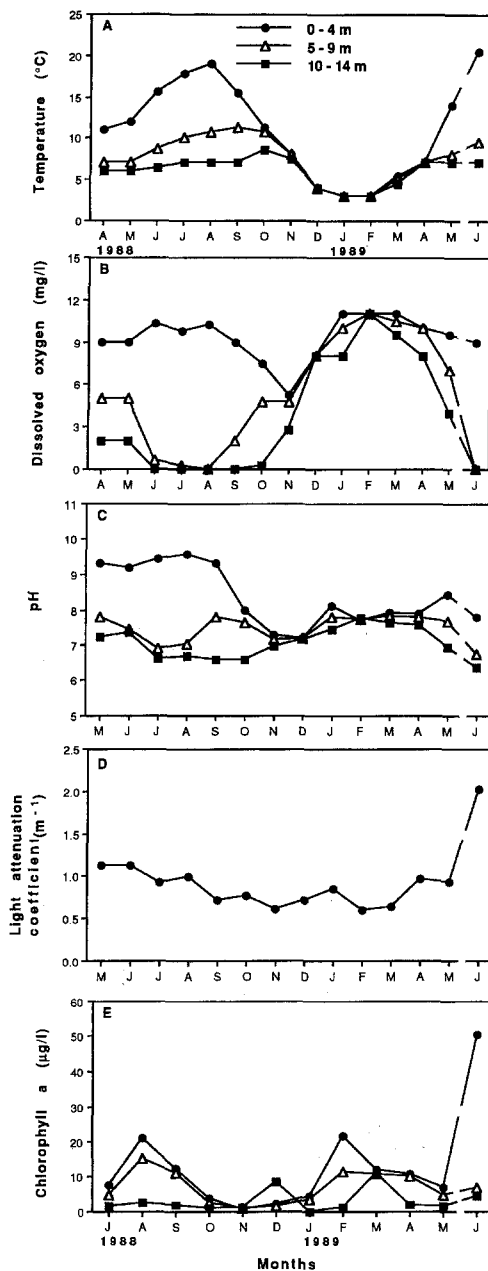 A
0 - 4 m
5 - 9 m
10 - 14 m
Temperature (°C)
25
20
15
10
5
0
A M J J A S O N D J F M A M J
1988 1989
B
Dissolved oxygen (mg/l)
15
12
9
6
3
0
A M J J A S O N D J F M A M J
C
pH
11
10
9
8
7
6
5
M J J A S O N D J F M A M J
D
Light attenuation
coefficient(m⁻¹)
2.5
2.0
1.5
1.0
0.5
0.0
M J J A S O N D J F M A M J
E
Chlorophyll a (µg/l)
60
50
40
30
20
10
0
J A S O N D J F M A M J
1988 1989
Months